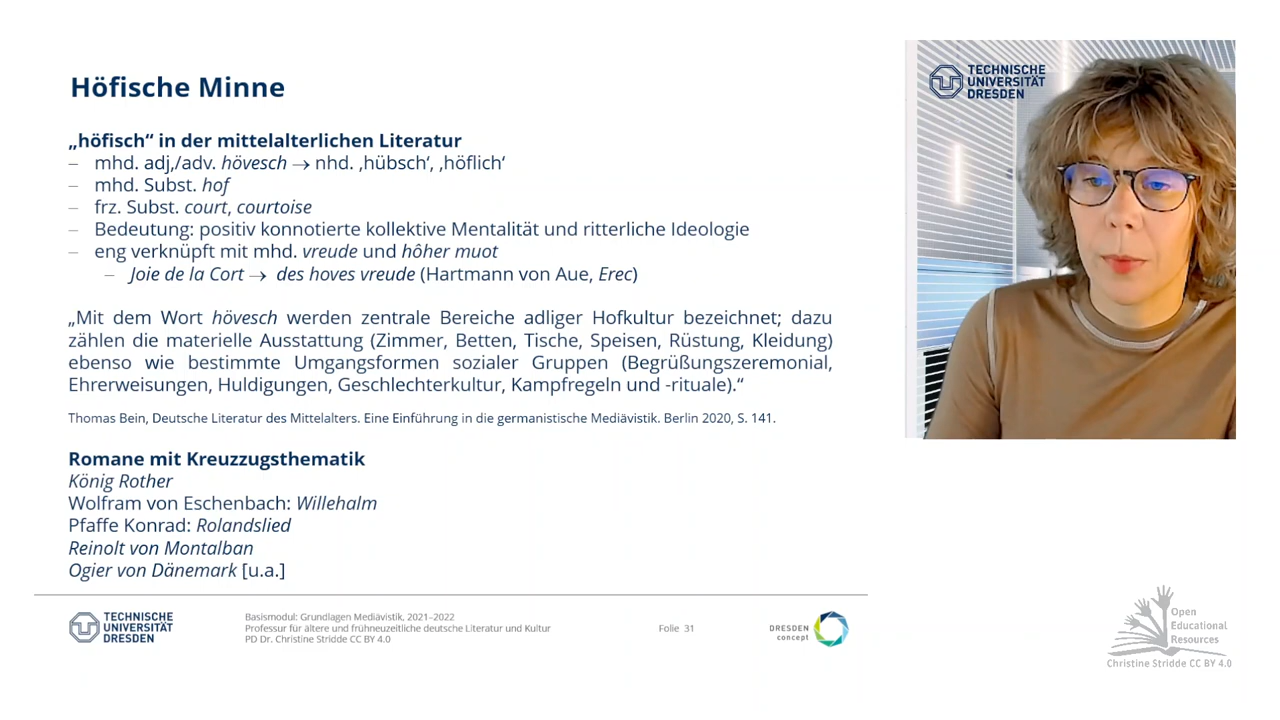 Höfische Minne
„höfisch“ in der mittelalterlichen Literatur
– mhd. adj,/adv. hövesch → nhd. ‚hübsch‘, ‚höflich‘
– mhd. Subst. hof
– frz. Subst. court, courtoise
– Bedeutung: positiv konnotierte kollektive Mentalität und ritterliche Ideologie
– eng verknüpft mit mhd. vreude und hôher muot
– Joie de la Cort → des hoves vreude (Hartmann von Aue, Erec)
„Mit dem Wort hövesch werden zentrale Bereiche adliger Hofkultur bezeichnet; dazu
zählen die materielle Ausstattung (Zimmer, Betten, Tische, Speisen, Rüstung, Kleidung)
ebenso wie bestimmte Umgangsformen sozialer Gruppen (Begrüßungszeremonial,
Ehrerweisungen, Huldigungen, Geschlechterkultur, Kampfregeln und -rituale).“
Thomas Bein, Deutsche Literatur des Mittelalters. Eine Einführung in die germanistische Mediävistik. Berlin 2020, S. 141.
Romane mit Kreuzzugsthematik
König Rother
Wolfram von Eschenbach: Willehalm
Pfaffe Konrad: Rolandslied
Reinolt von Montalban
Ogier von Dänemark [u.a.]
TECHNISCHE
UNIVERSITÄT
DRESDEN
Basismodul: Grundlagen Mediävistik, 2021–2022
Professur für ältere und frühneuzeitliche deutsche Literatur und Kultur
PD Dr. Christine Stridde CC BY 4.0
Folie 31
DRESDEN
concept
TECHNISCHE
UNIVERSITÄT
DRESDEN
Open
Educational
Resources
Christine Stridde CC BY 4.0